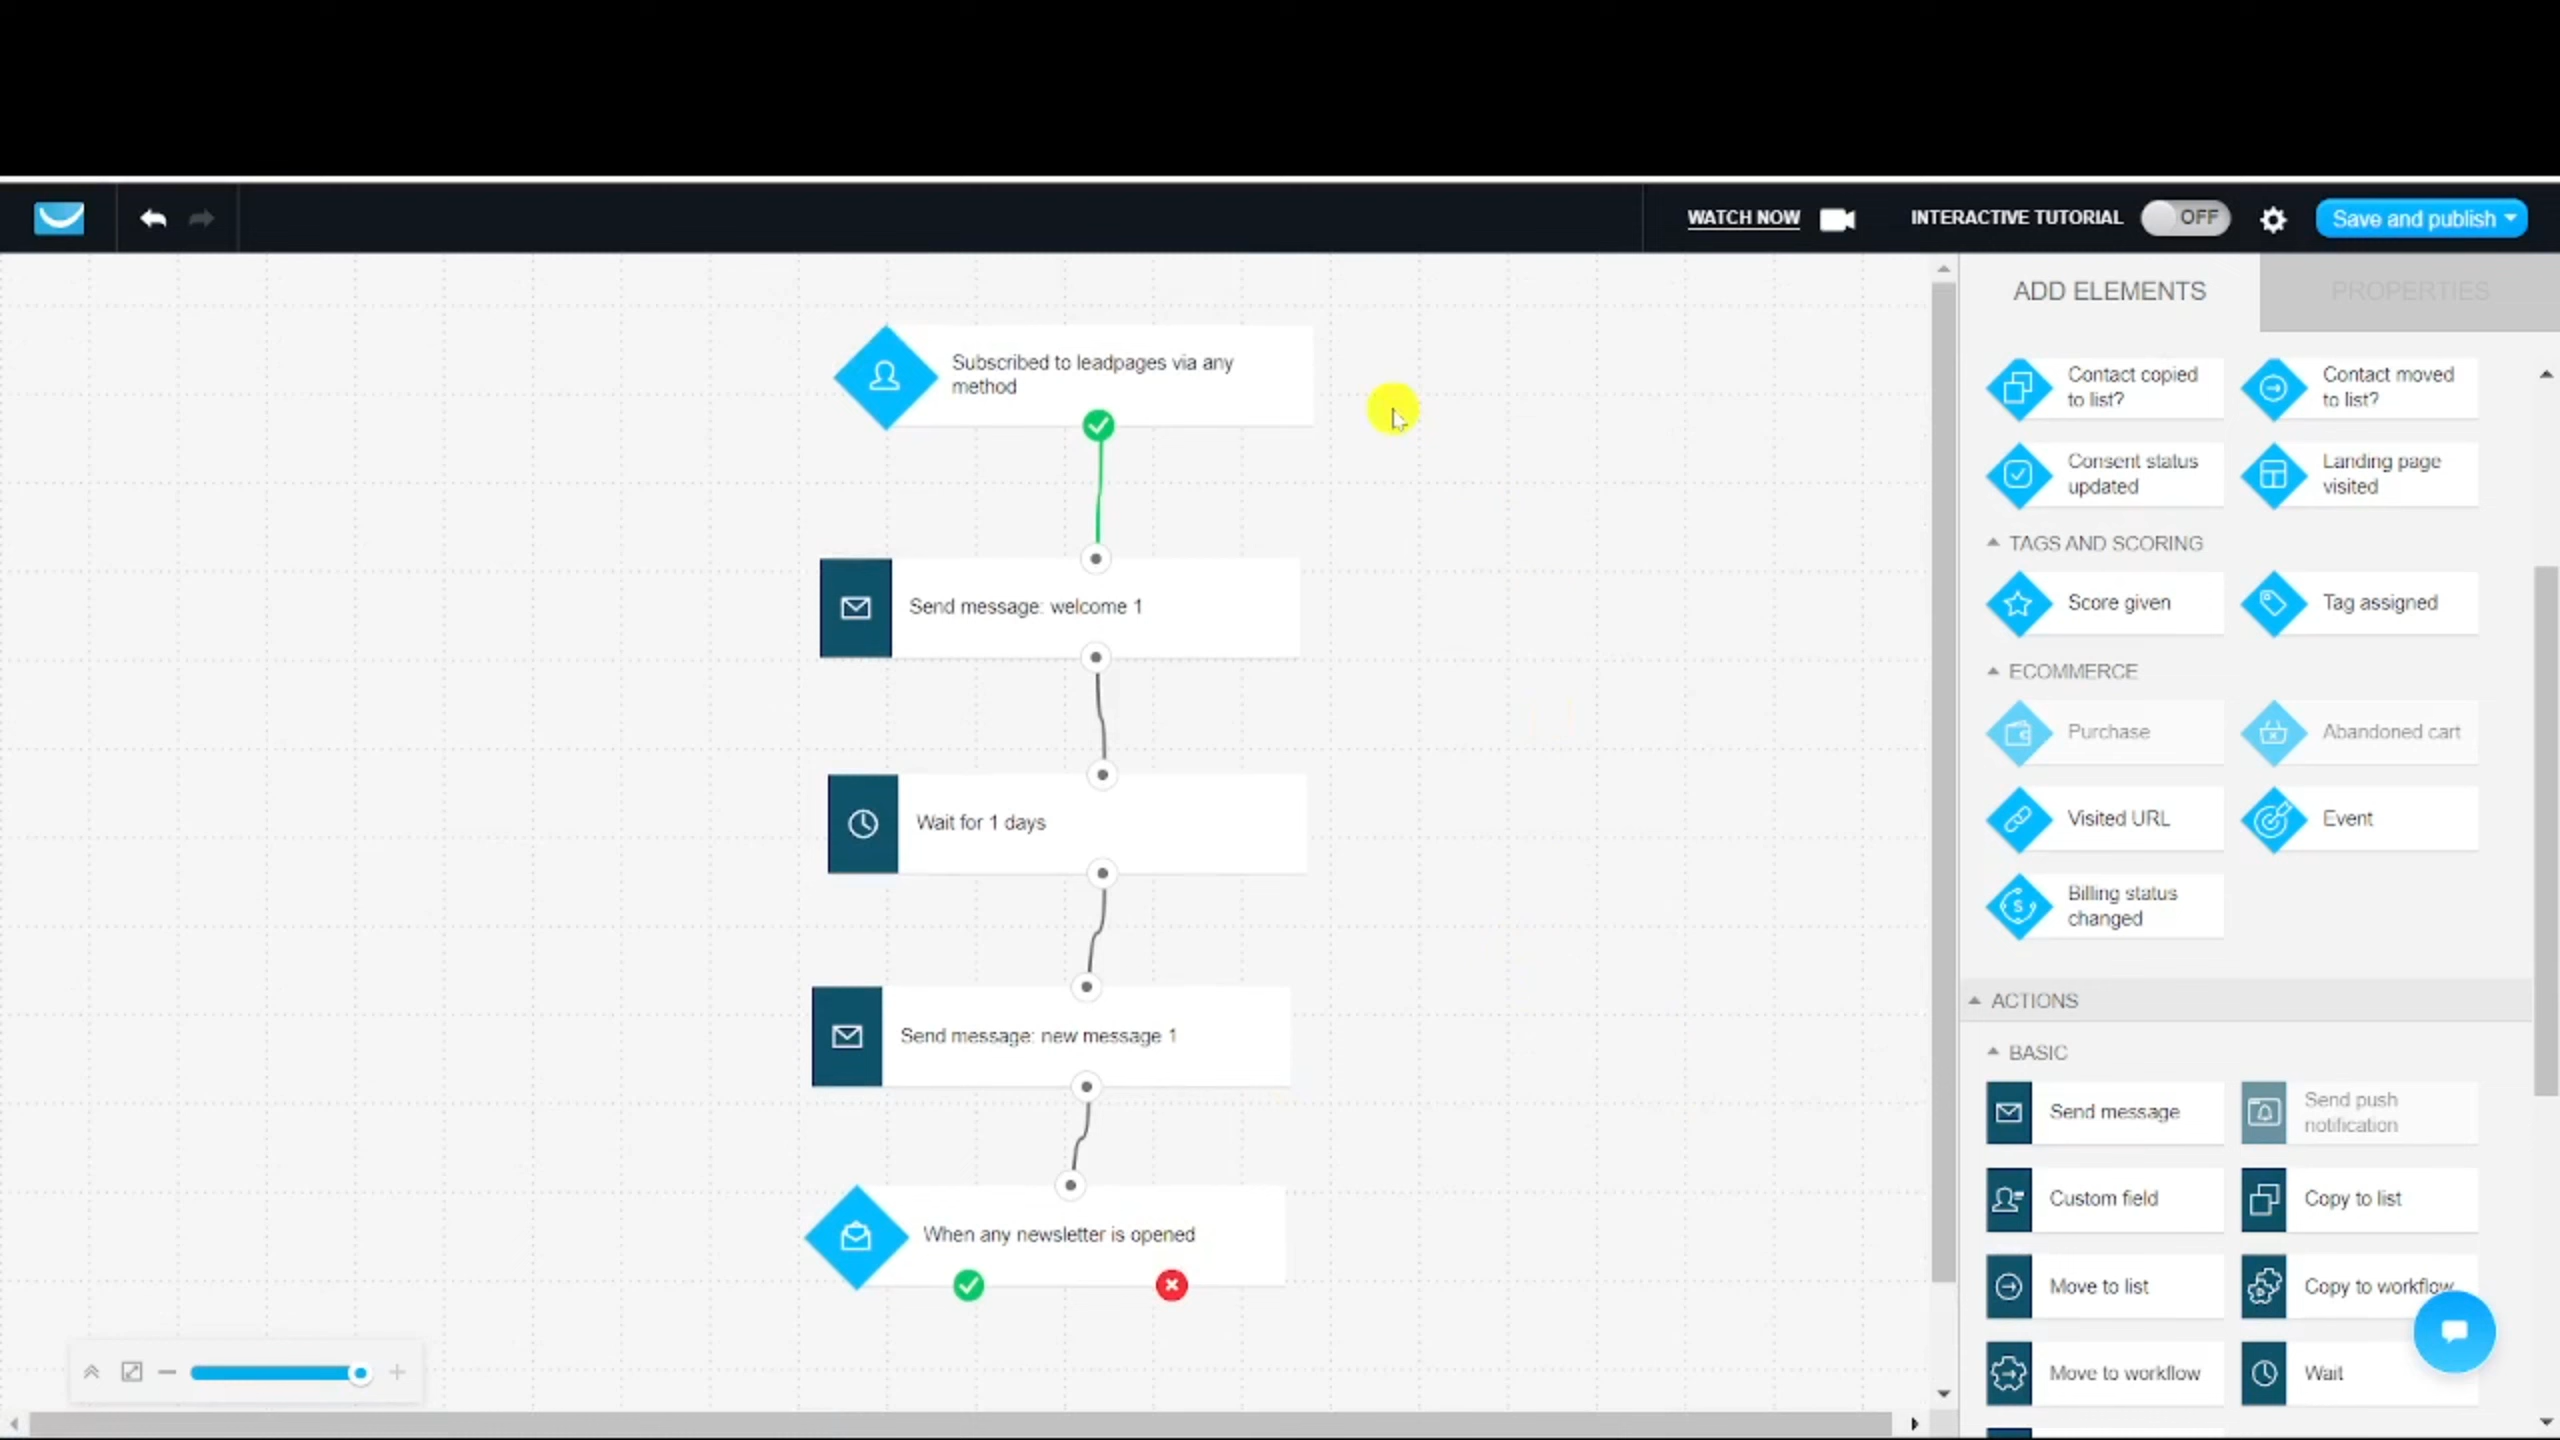 WATCH NOW
INTERACTIVE TUTORIAL
OFF
Save and publish
Subscribed to leadpages via any
method
Send message: welcome 1
Wait for 1 days
Send message: new message 1
When any newsletter is opened
ADD ELEMENTS
PROPERTIES
Contact copied
to list?
Contact moved
to list?
Consent status
updated
Landing page
visited
TAGS AND SCORING
Score given
Tag assigned
ECOMMERCE
Purchase
Abandoned cart
Visited URL
Event
Billing status
changed
ACTIONS
BASIC
Send message
Send push
notification
Custom field
Copy to list
Move to list
Copy to workflow
Move to workflow
Wait